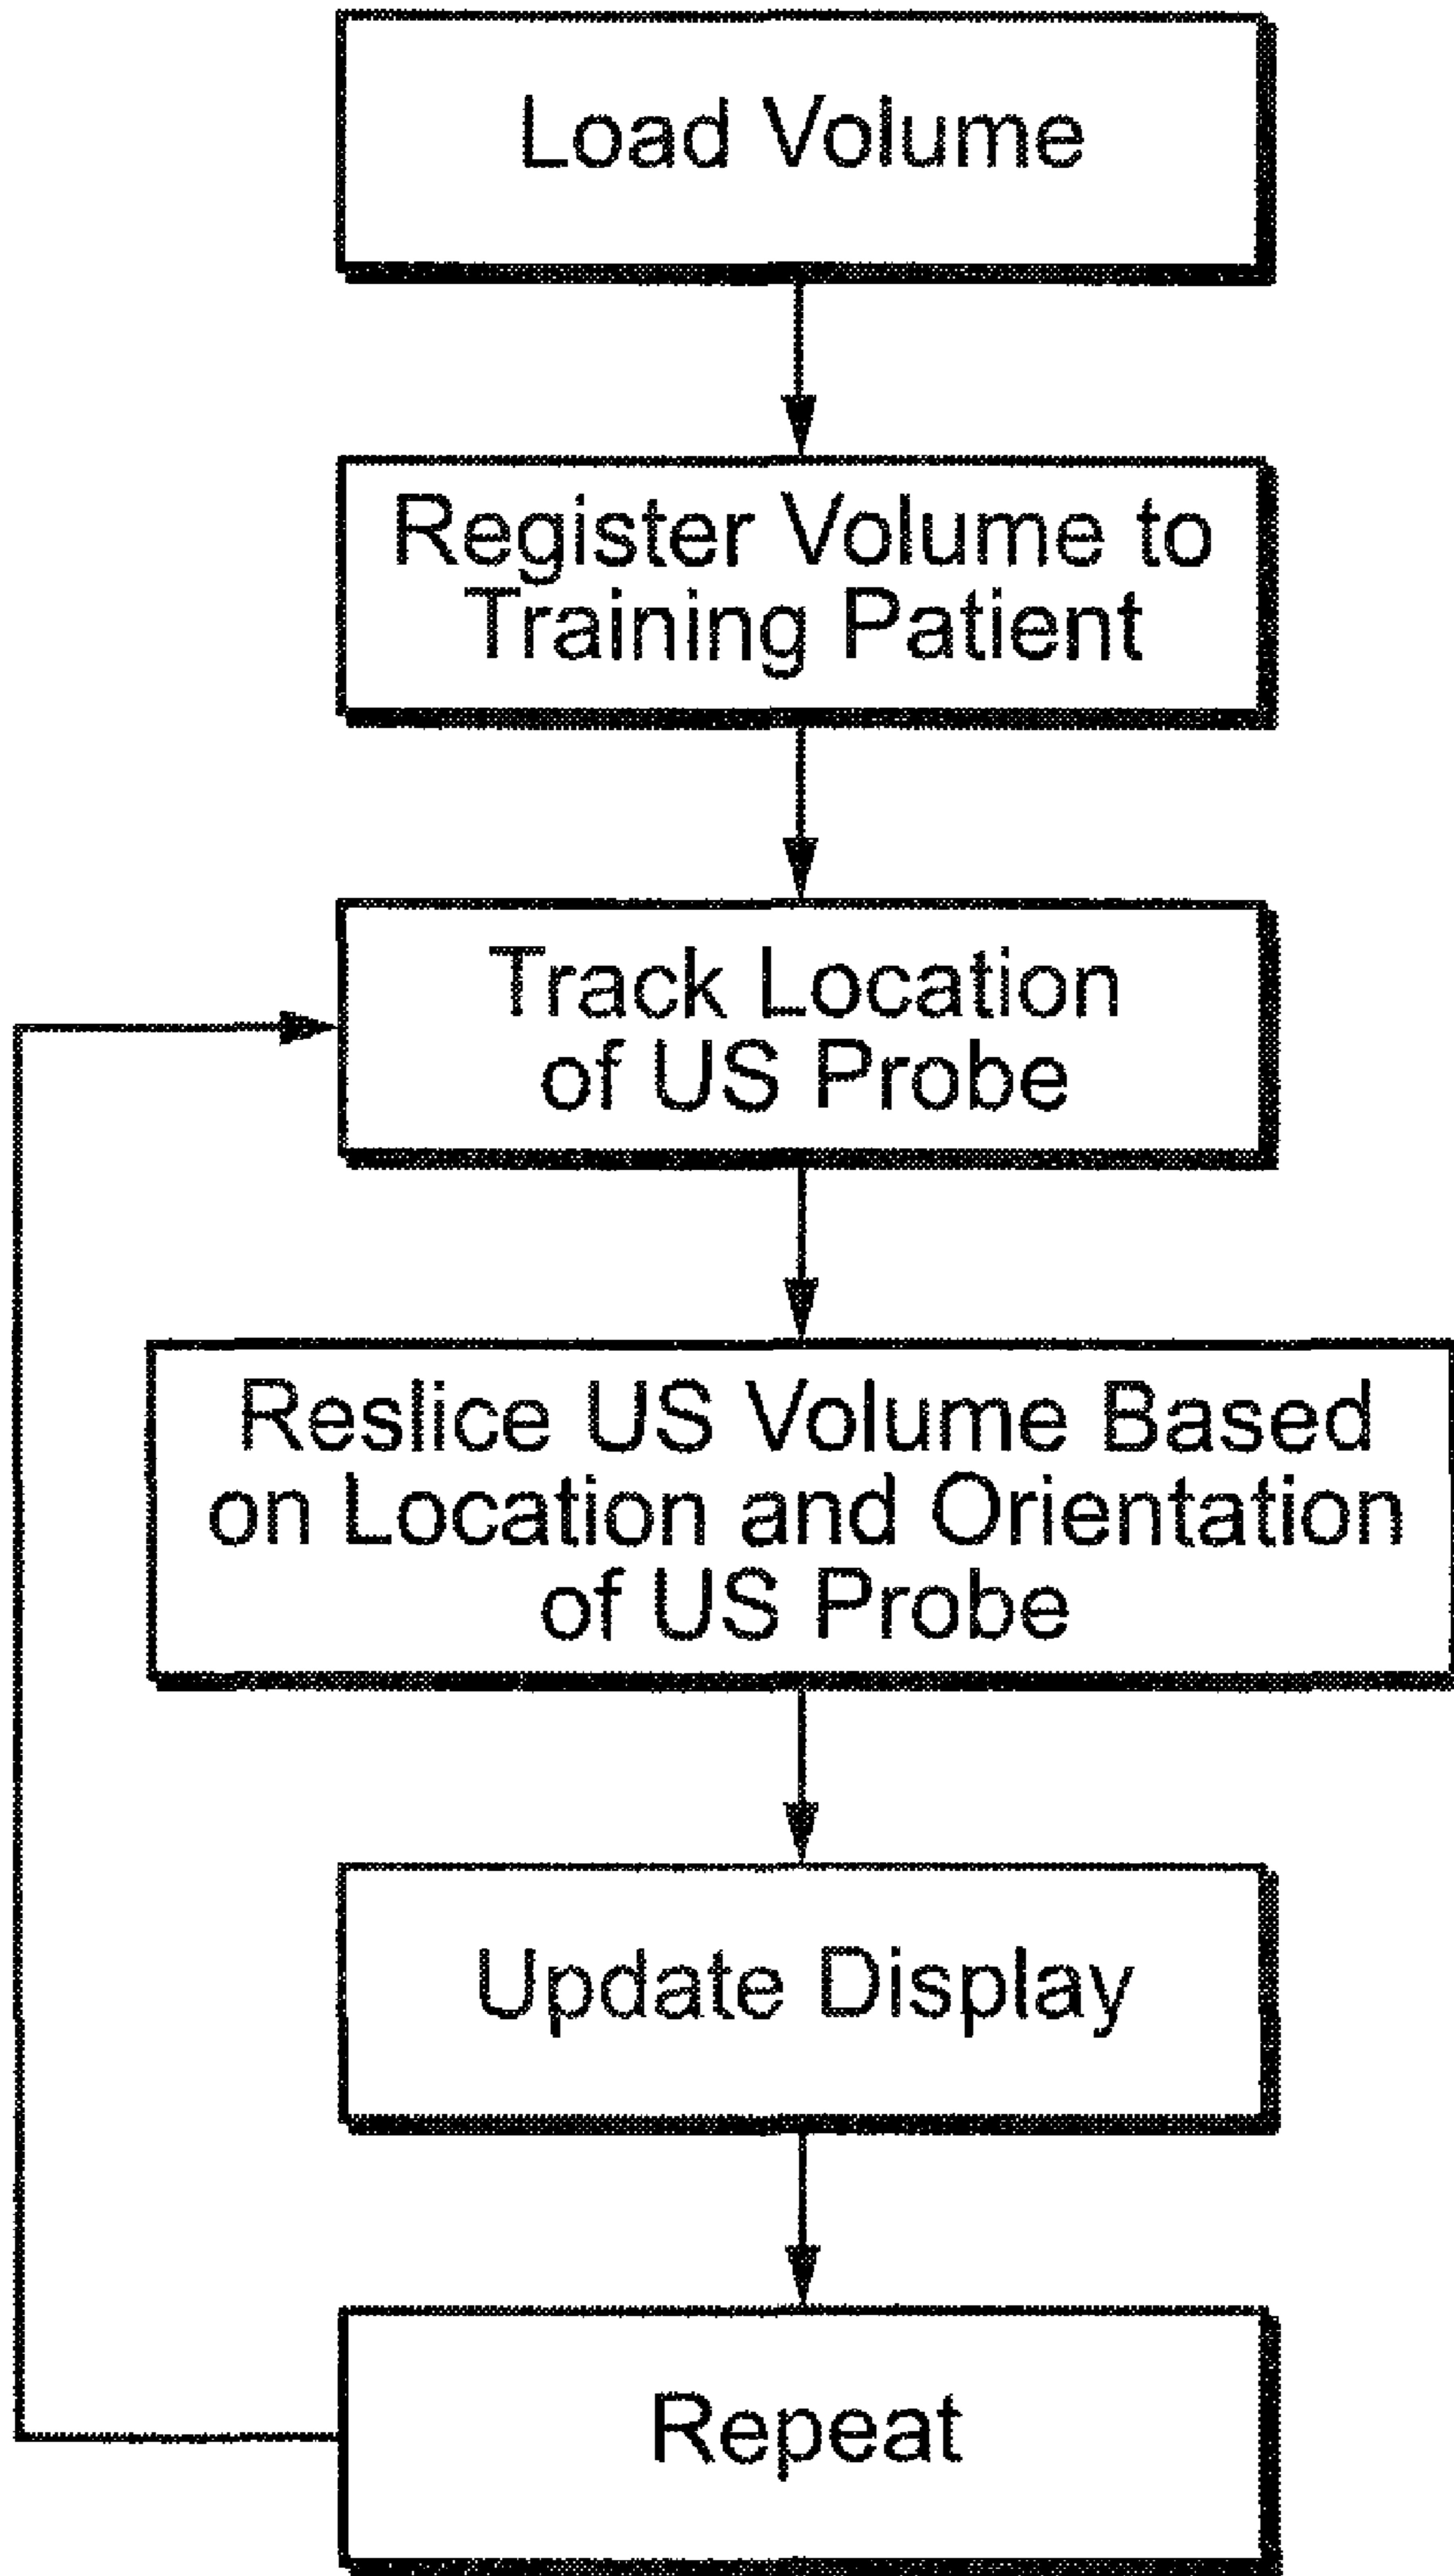 Load Volume
Register Volume to
Training Patient
Track Location
of US Probe
Reslice US Volume Based
on Location and Orientation
of US Probe
Update Display
Repeat